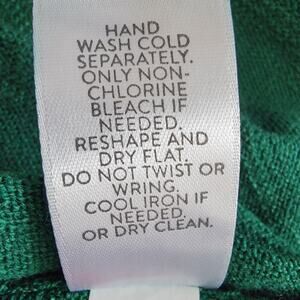 HAND
WASH COLD
SEPARATELY.
ONLY NON-
CHLORINE
BLEACH IF
NEEDED.
RESHAPE AND
DRY FLAT.
DO NOT TWIST OR
WRING.
COOL IRON IF
NEEDED.
OR DRY CLEAN.